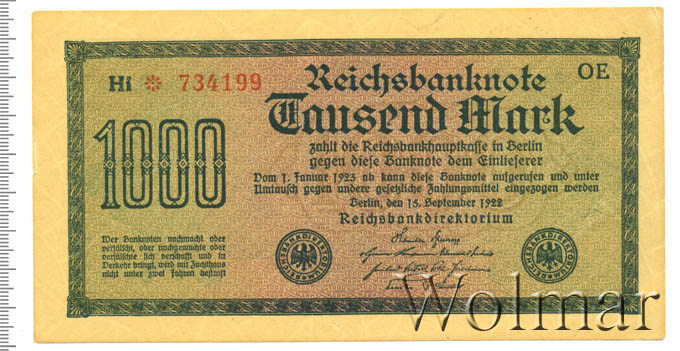 Hi * 734199
Reichsbanknote
OE
1000
Tausend Mark
zahlt die Reichsbankhauptkasse in Berlin
gegen diese Banknote dem Einlieferer
Vom 1. Januar 1923 ab kann diese Banknote aufgerufen und unter
Umtausch gegen andere gesetzliche Zahlungsmittel eingezogen werden
Berlin, den 15. September 1922
Reichsbankdirektorium
Wer Banknoten nachmacht oder
verfälscht, oder nachgemachte oder
verfälschte sich verschafft und in
Verkehr bringt, wird mit Zuchthaus
nicht unter zwei Jahren bestraft
REICHSBANKDIREKTORIUM
REICHSBANKDIREKTORIUM
Wolmar